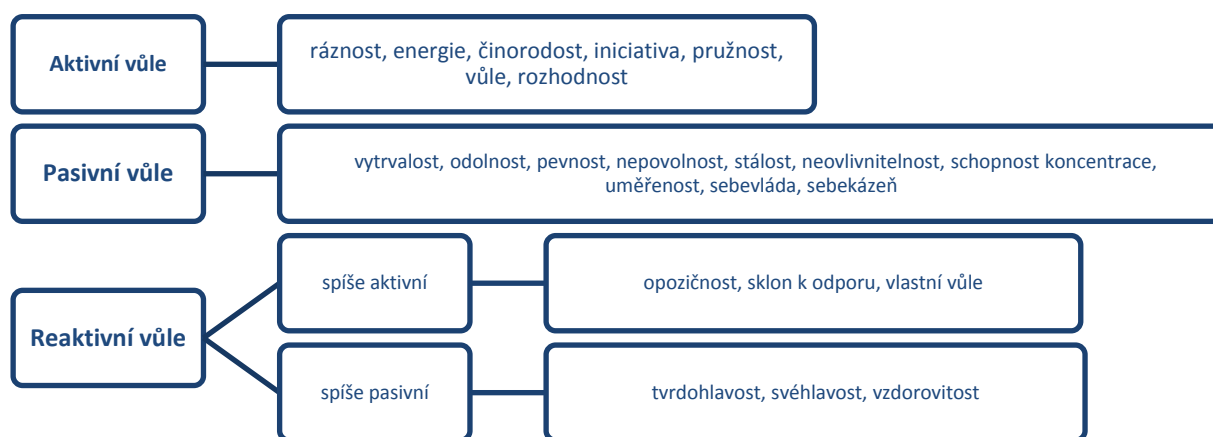 Aktivní vůle
ráznost, energie, činorodost, iniciativa, pružnost,
vůle, rozhodnost
Pasivní vůle
vytrvalost, odolnost, pevnost, nepovolnost, stálost, neovlivnitelnost, schopnost koncentrace,
uměřenost, sebevláda, sebekázeň
Reaktivní vůle
spíše aktivní
opozičnost, sklon k odporu, vlastní vůle
spíše pasivní
tvrdohlavost, svéhlavost, vzdorovitost